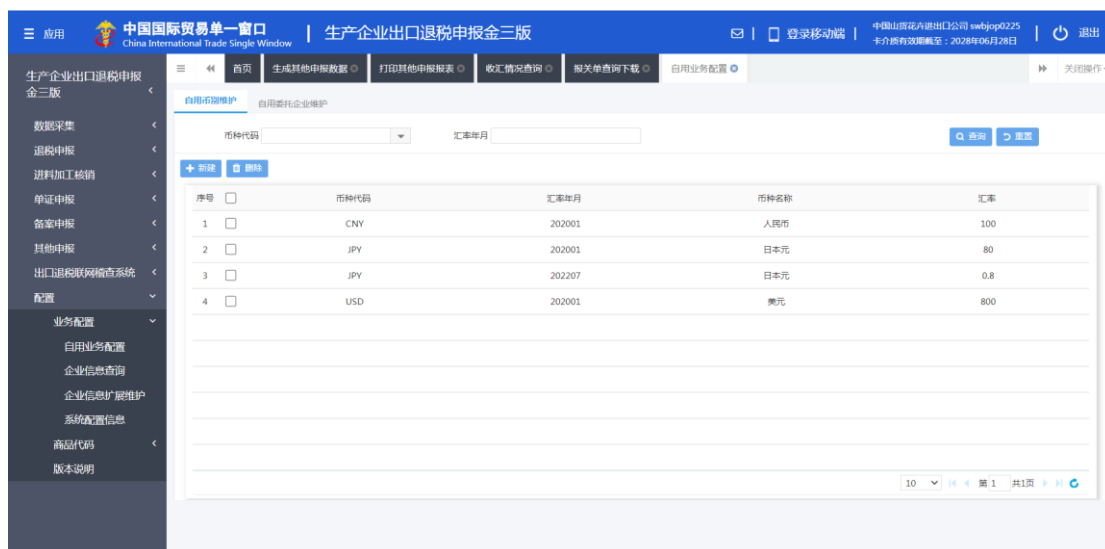 应用
中国国际贸易单一窗口
China International Trade Single Window
生产企业出口退税申报金三版
登录移动端
中国山货花卉进出口公司 swbjop0225
卡介质有效期截至：2028年06月28日
退出
生产企业出口退税申报
金三版
首页
生成其他申报数据
打印其他申报报表
收汇情况查询
报关单查询下载
自用业务配置
关闭操作
自用币别维护
自用委托企业维护
数据采集
退税申报
进料加工核销
单证申报
备案申报
其他申报
出口退税联网稽查系统
配置
业务配置
自用业务配置
企业信息查询
企业信息扩展维护
系统配置信息
商品代码
版本说明
币种代码
汇率年月
查询
重置
新建
删除
序号 币种代码 汇率年月 币种名称 汇率
1 CNY 202001 人民币 100
2 JPY 202001 日本元 80
3 JPY 202207 日本元 0.8
4 USD 202001 美元 800
10 第 1 共1页